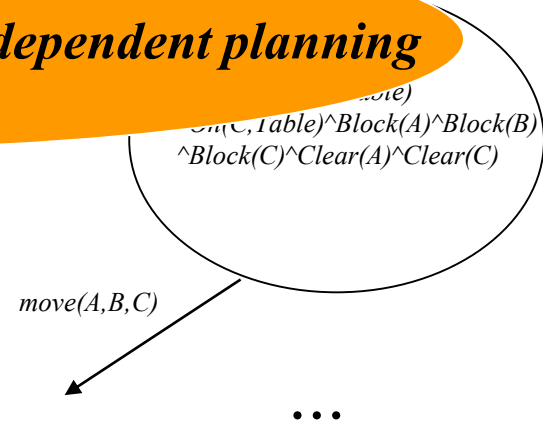 dependent planning
^On(C,Table)^Block(A)^Block(B)
^Block(C)^Clear(A)^Clear(C)
move(A,B,C)
...